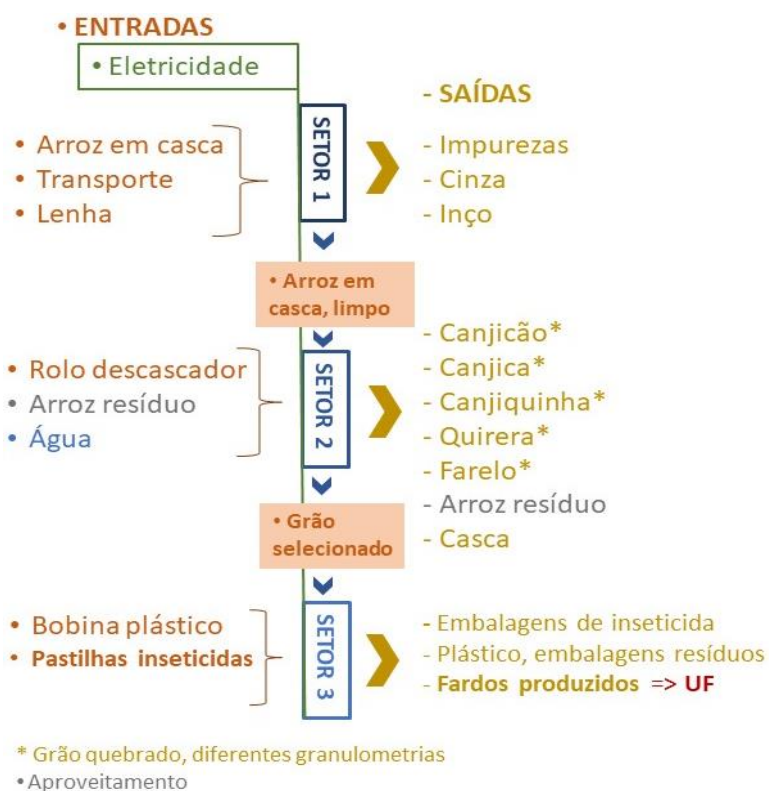 • ENTRADAS
• Eletricidade
- SAÍDAS
• Arroz em casca
• Transporte
• Lenha
SETOR 1
- Impurezas
- Cinza
- Inço
• Arroz em
casca, limpo
• Rolo descascador
• Arroz resíduo
• Água
SETOR 2
- Canjicão*
- Canjica*
- Canjiquinha*
- Quirera*
- Farelo*
- Arroz resíduo
- Casca
• Grão
selecionado
• Bobina plástico
• Pastilhas inseticidas
SETOR 3
- Embalagens de inseticida
- Plástico, embalagens resíduos
- Fardos produzidos => UF
* Grão quebrado, diferentes granulometrias
• Aproveitamento